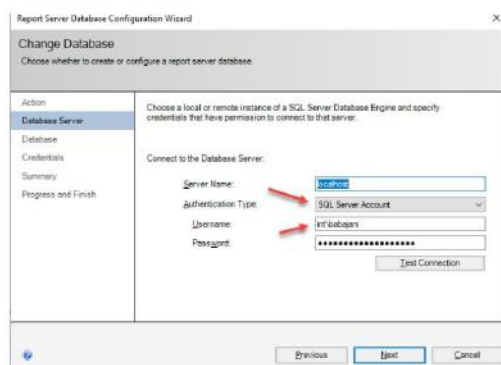 Report Server Database Configuration Wizard
Change Database
Choose whether to create or configure a report server database.
Action
Database Server
Database
Credentials
Summary
Progress and Finish
Choose a local or remote instance of a SQL Server Database Engine and specify
credentials that have permission to connect to that server.
Connect to the Database Server:
Server Name:
localhost
Authentication Type:
SQL Server Account
Username:
int\babajani
Password:
Test Connection
Previous
Next
Cancel